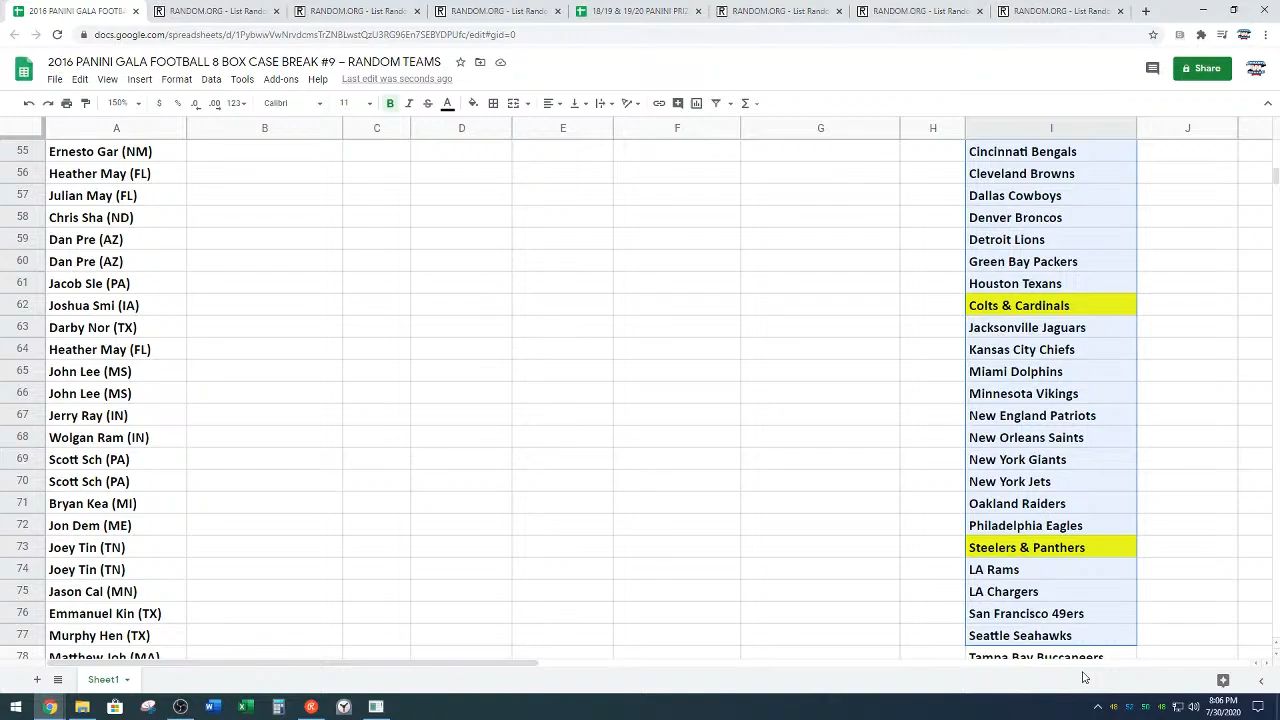 2016 PANINI GALA FOOTBAL
RANDOM.ORG - List Rando
RANDOM.ORG - List Rando
RANDOM.ORG - List Rando
18/19 & 19/20 PANINI PRIZ
RANDOM.ORG - List Rando
RANDOM.ORG - List Rando
RANDOM.ORG - List Rando
2016 PANINI GALA FOOTBALL 8 BOX CASE BREAK #9 – RANDOM TEAMS
File Edit View Insert Format Data Tools Add-ons Help Last edit was seconds ago
Share
150% $ % .0 .00 123 Calibri 11 B I S A
A B C D E F G H I J
55 Ernesto Gar (NM) Cincinnati Bengals
56 Heather May (FL) Cleveland Browns
57 Julian May (FL) Dallas Cowboys
58 Chris Sha (ND) Denver Broncos
59 Dan Pre (AZ) Detroit Lions
60 Dan Pre (AZ) Green Bay Packers
61 Jacob Sle (PA) Houston Texans
62 Joshua Smi (IA) Colts & Cardinals
63 Darby Nor (TX) Jacksonville Jaguars
64 Heather May (FL) Kansas City Chiefs
65 John Lee (MS) Miami Dolphins
66 John Lee (MS) Minnesota Vikings
67 Jerry Ray (IN) New England Patriots
68 Wolgan Ram (IN) New Orleans Saints
69 Scott Sch (PA) New York Giants
70 Scott Sch (PA) New York Jets
71 Bryan Kea (MI) Oakland Raiders
72 Jon Dem (ME) Philadelphia Eagles
73 Joey Tin (TN) Steelers & Panthers
74 Joey Tin (TN) LA Rams
75 Jason Cal (MN) LA Chargers
76 Emmanuel Kin (TX) San Francisco 49ers
77 Murphy Hen (TX) Seattle Seahawks
78 Matthew Joh (MA) Tampa Bay Buccaneers
Sheet1
48 52 50 48 8:06 PM
7/30/2020